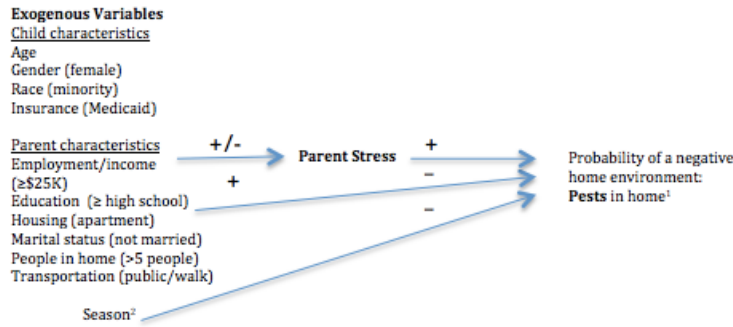 Exogenous Variables
Child characteristics
Age
Gender (female)
Race (minority)
Insurance (Medicaid)
Parent characteristics
Employment/income
(≥$25K)
Education (≥ high school)
Housing (apartment)
Marital status (not married)
People in home (>5 people)
Transportation (public/walk)
Season²
+/-
+
Parent Stress
+
–
–
Probability of a negative
home environment:
Pests in home¹